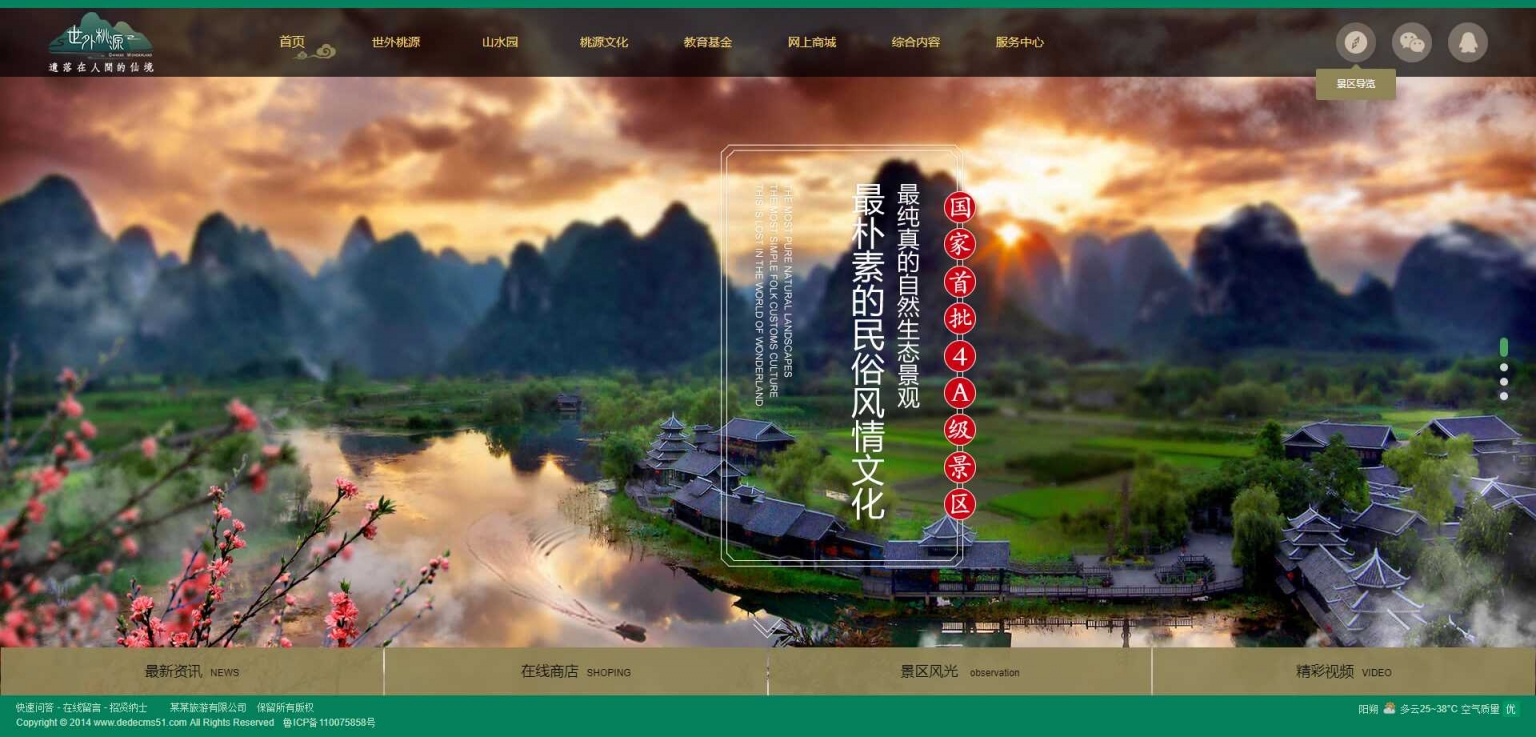 世外桃源
CHINESE WONDERLAND
遺落在人間的仙境
首页
世外桃源
山水园
桃源文化
教育基金
网上商城
综合内容
服务中心
景区导览
国家首批4A级景区
最纯真的自然生态景观
最朴素的民俗风情文化
THE MOST PURE NATURAL LANDSCAPES
THE MOST SIMPLE FOLK CUSTOMS CULTURE
THIS IS LOST IN THE WORLD OF WONDERLAND
最新资讯 NEWS
在线商店 SHOPING
景区风光 observation
精彩视频 VIDEO
快速问答 - 在线留言 - 招贤纳士 某某旅游有限公司 保留所有版权
Copyright © 2014 www.dedecms51.com All Rights Reserved 鲁ICP备110075858号
阳朔 多云25~38℃ 空气质量 优